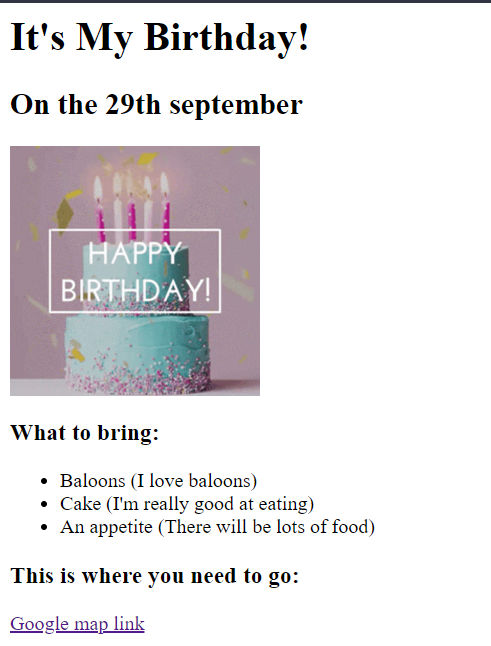 It's My Birthday!
On the 29th september
HAPPY
BIRTHDAY!
What to bring:
Baloons (I love baloons)
Cake (I'm really good at eating)
An appetite (There will be lots of food)
This is where you need to go:
Google map link